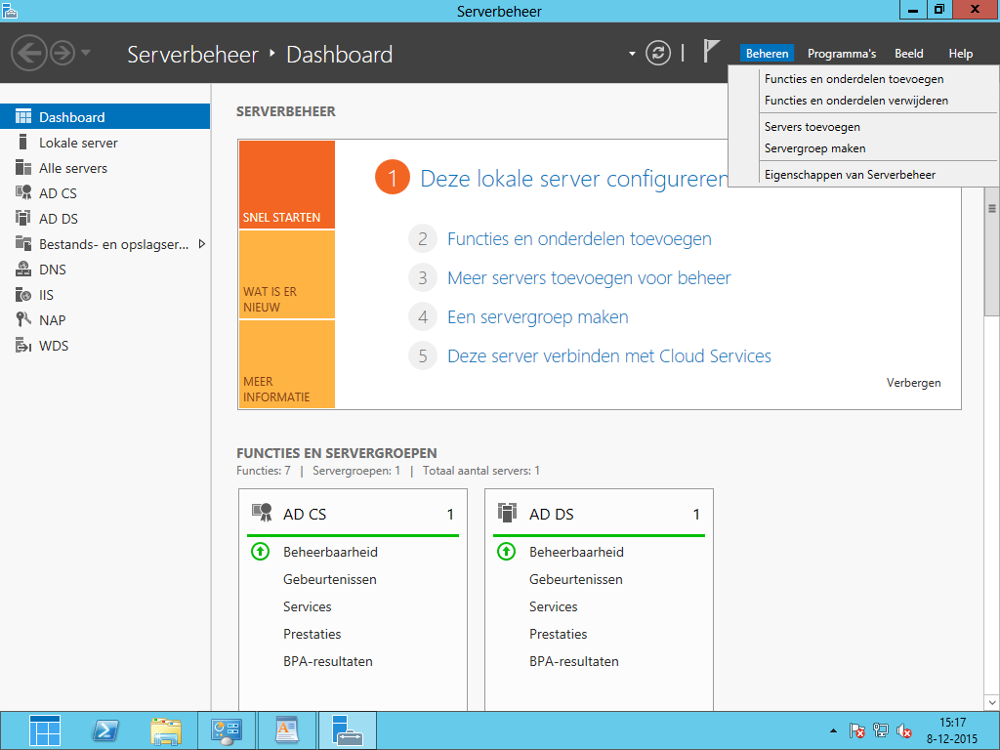 Serverbeheer
Serverbeheer ‣ Dashboard
Beheren Programma's Beeld Help
Functies en onderdelen toevoegen
Functies en onderdelen verwijderen
Servers toevoegen
Servergroep maken
Eigenschappen van Serverbeheer
Dashboard
Lokale server
Alle servers
AD CS
AD DS
Bestands- en opslagser...
DNS
IIS
NAP
WDS
SERVERBEHEER
SNEL STARTEN
WAT IS ER
NIEUW
MEER
INFORMATIE
1 Deze lokale server configureren
2 Functies en onderdelen toevoegen
3 Meer servers toevoegen voor beheer
4 Een servergroep maken
5 Deze server verbinden met Cloud Services
Verbergen
FUNCTIES EN SERVERGROEPEN
Functies: 7 | Servergroepen: 1 | Totaal aantal servers: 1
AD CS 1
Beheerbaarheid
Gebeurtenissen
Services
Prestaties
BPA-resultaten
AD DS 1
Beheerbaarheid
Gebeurtenissen
Services
Prestaties
BPA-resultaten
15:17
8-12-2015